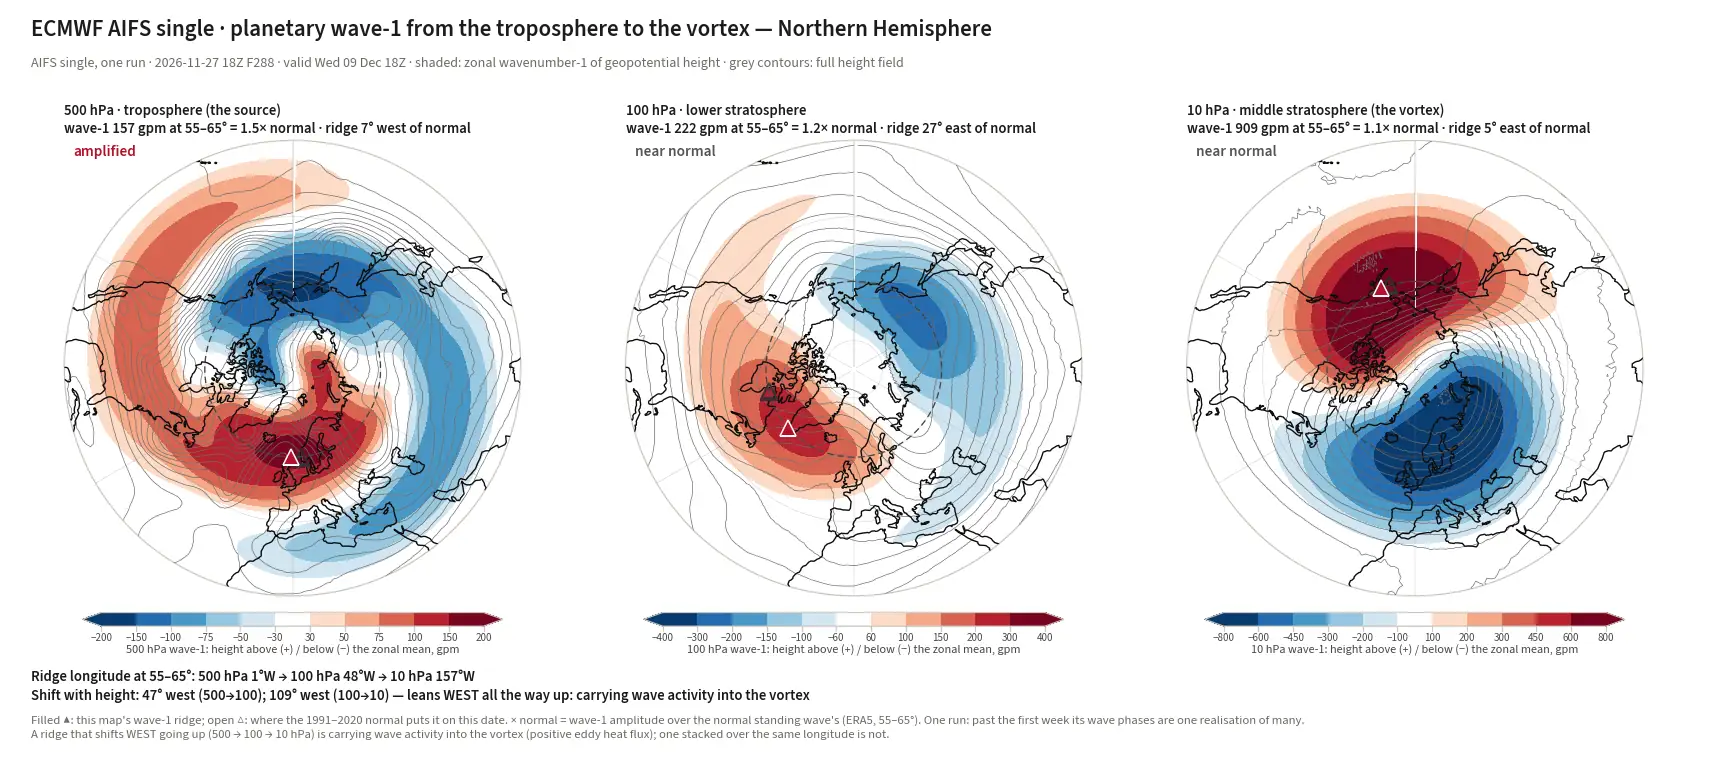 ECMWF AIFS single · planetary wave-1 from the troposphere to the vortex — Northern Hemisphere
AIFS single, one run · 2026-11-27 18Z F288 · valid Wed 09 Dec 18Z · shaded: zonal wavenumber-1 of geopotential height · grey contours: full height field
500 hPa · troposphere (the source)
wave-1 157 gpm at 55–65° = 1.5× normal · ridge 7° west of normal
amplified
100 hPa · lower stratosphere
wave-1 222 gpm at 55–65° = 1.2× normal · ridge 27° east of normal
near normal
10 hPa · middle stratosphere (the vortex)
wave-1 909 gpm at 55–65° = 1.1× normal · ridge 5° east of normal
near normal
−200 −150 −100 −75 −50 −30 30 50 75 100 150 200
500 hPa wave-1: height above (+) / below (−) the zonal mean, gpm
−400 −300 −200 −150 −100 −60 60 100 150 200 300 400
100 hPa wave-1: height above (+) / below (−) the zonal mean, gpm
−800 −600 −450 −300 −200 −100 100 200 300 450 600 800
10 hPa wave-1: height above (+) / below (−) the zonal mean, gpm
Ridge longitude at 55–65°: 500 hPa 1°W → 100 hPa 48°W → 10 hPa 157°W
Shift with height: 47° west (500→100); 109° west (100→10) — leans WEST all the way up: carrying wave activity into the vortex
Filled ▲: this map's wave-1 ridge; open △: where the 1991–2020 normal puts it on this date. × normal = wave-1 amplitude over the normal standing wave's (ERA5, 55–65°). One run: past the first week its wave phases are one realisation of many.
A ridge that shifts WEST going up (500 → 100 → 10 hPa) is carrying wave activity into the vortex (positive eddy heat flux); one stacked over the same longitude is not.